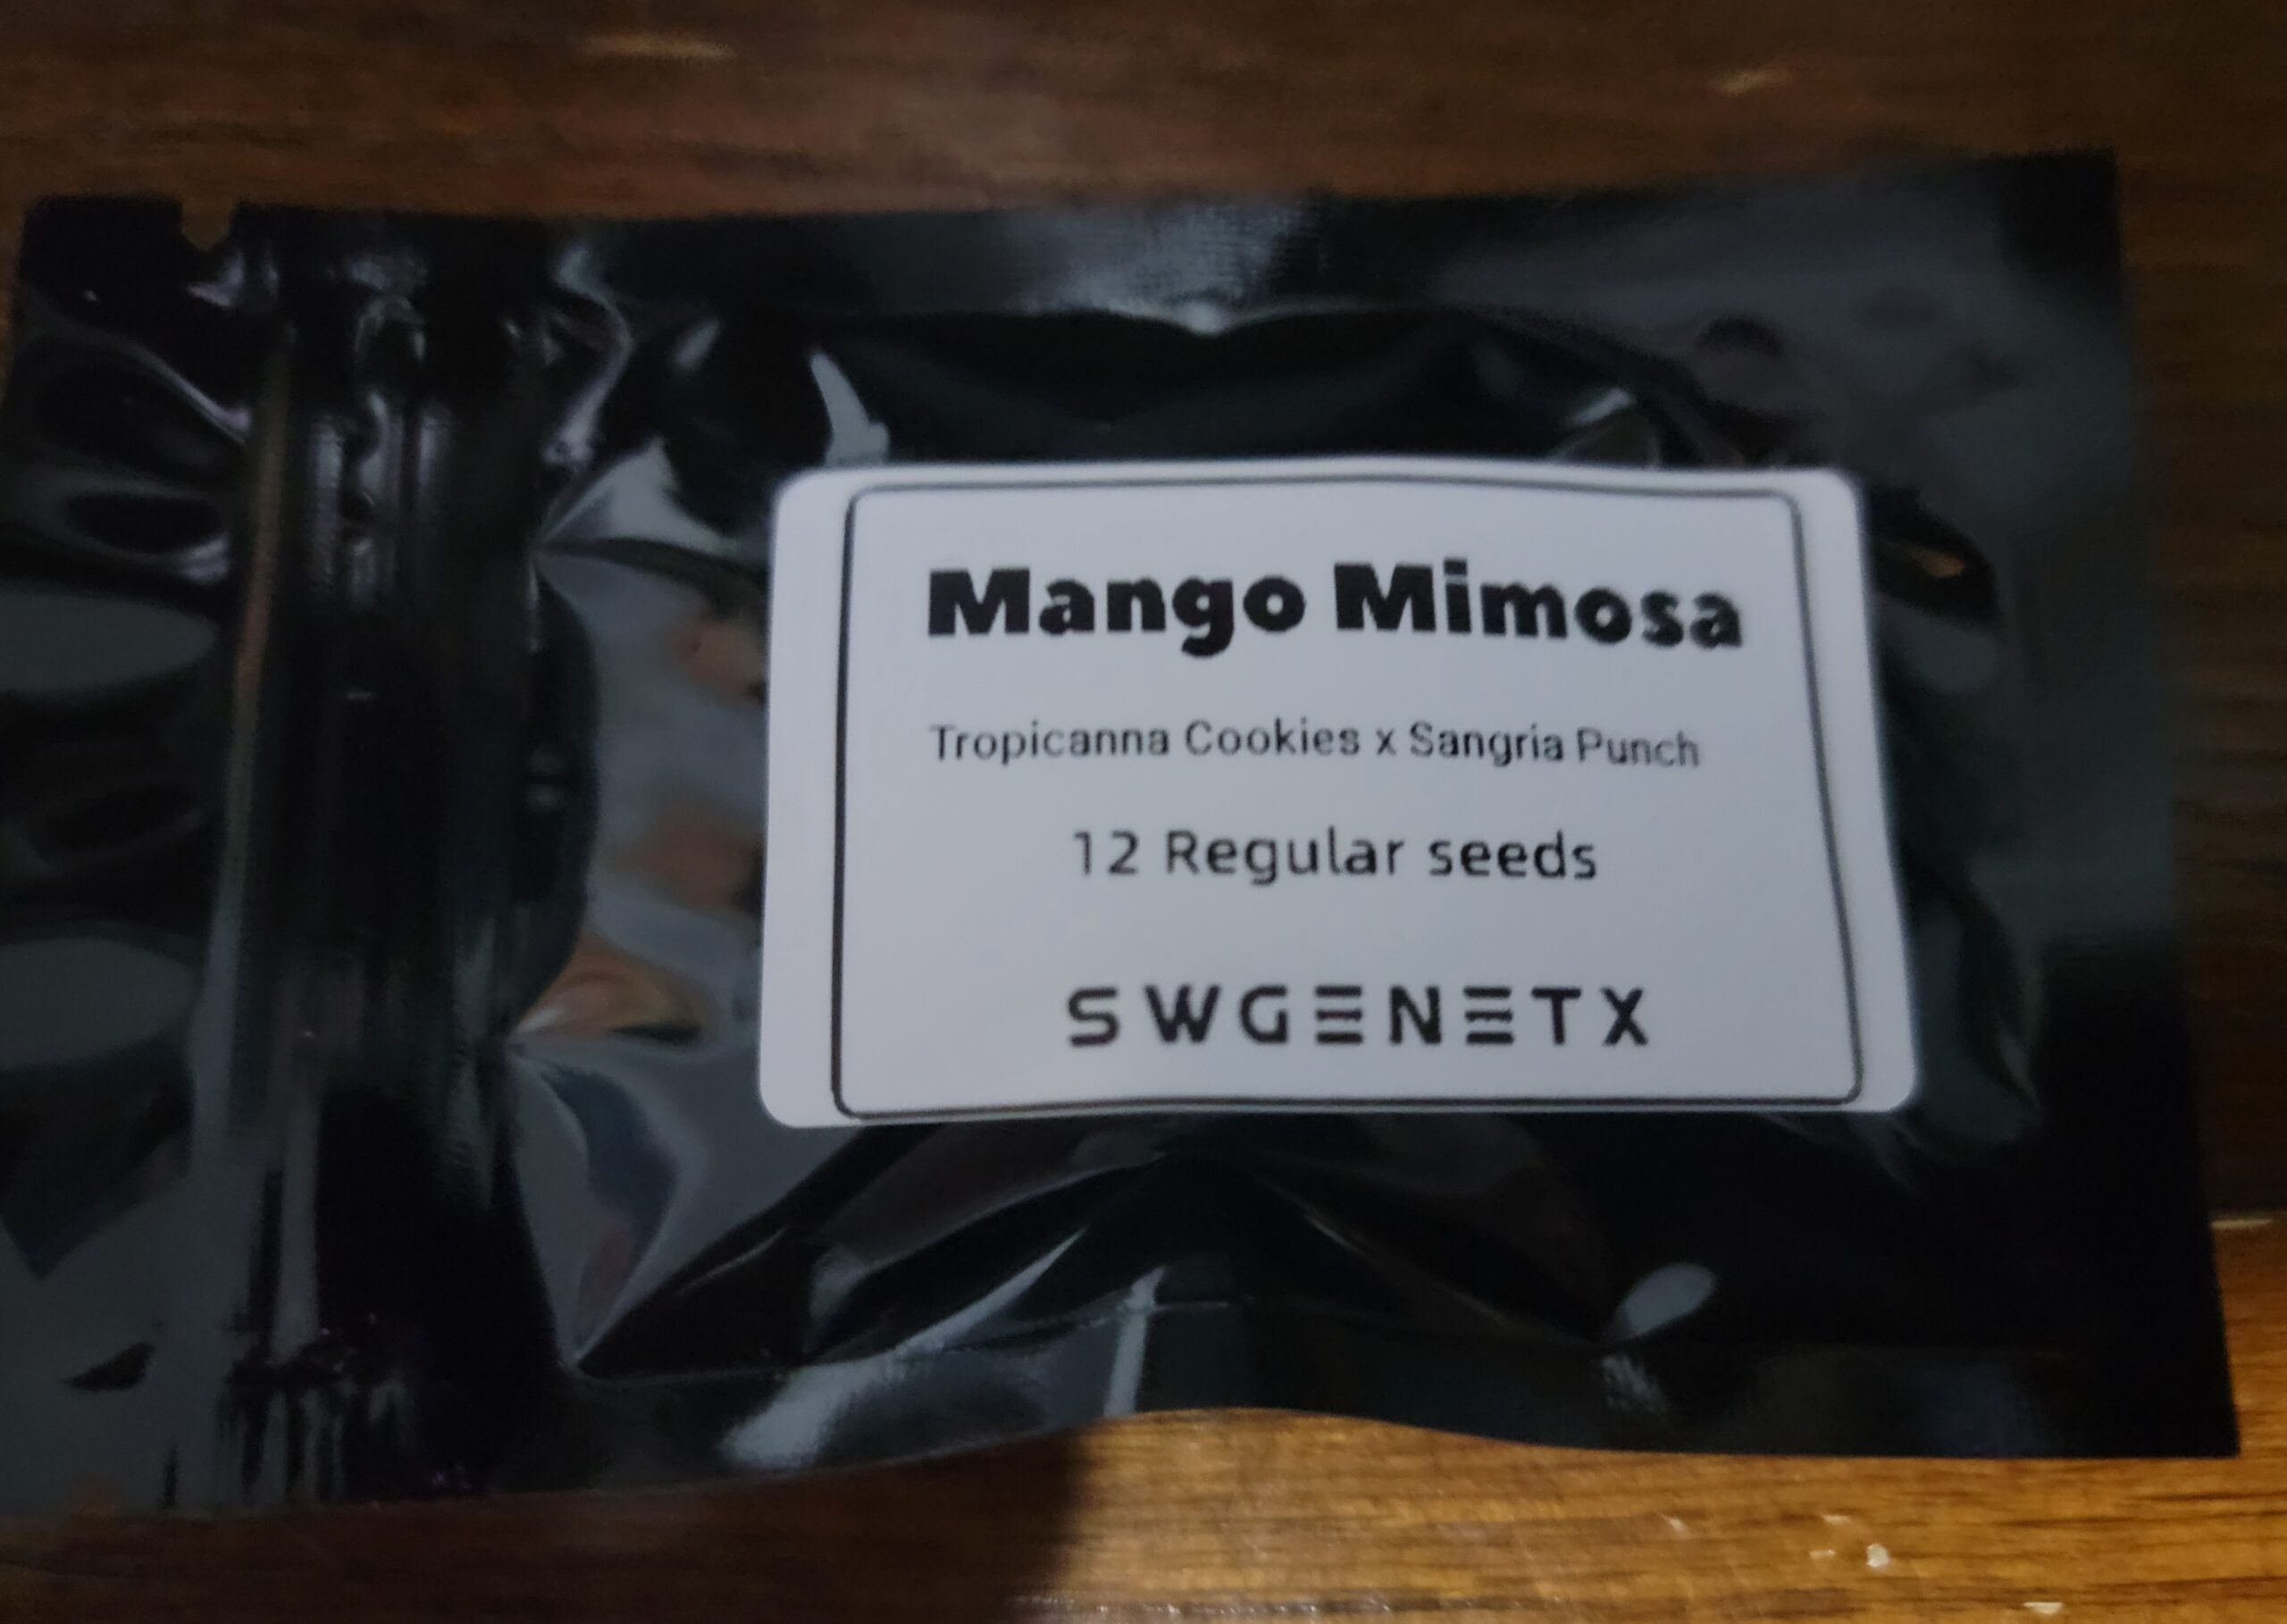 Mango Mimosa
Tropicanna Cookies x Sangria Punch
12 Regular seeds
SWGENETX